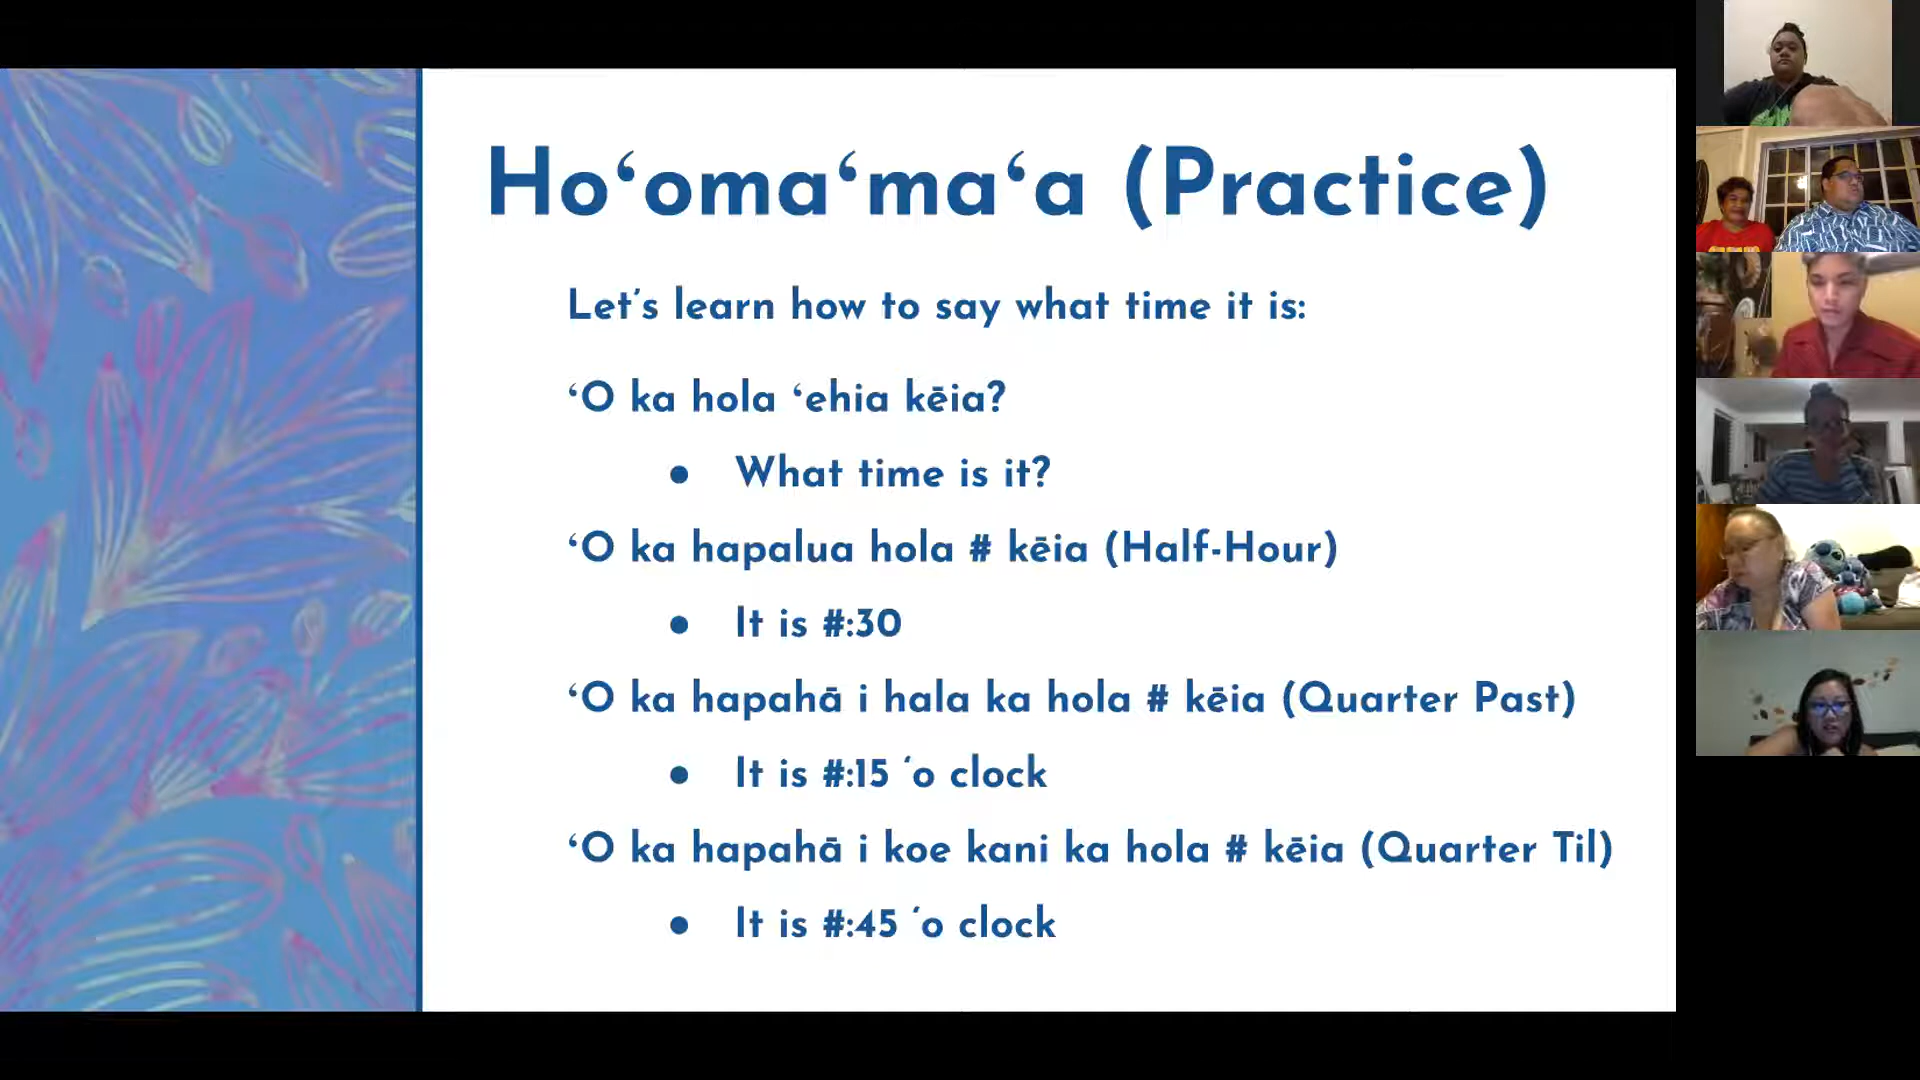 Hoʻomaʻmaʻa (Practice)
Let’s learn how to say what time it is:
ʻO ka hola ʻehia kēia?
● What time is it?
ʻO ka hapalua hola # kēia (Half-Hour)
● It is #:30
ʻO ka hapahā i hala ka hola # kēia (Quarter Past)
● It is #:15 ‘o clock
ʻO ka hapahā i koe kani ka hola # kēia (Quarter Til)
● It is #:45 ‘o clock